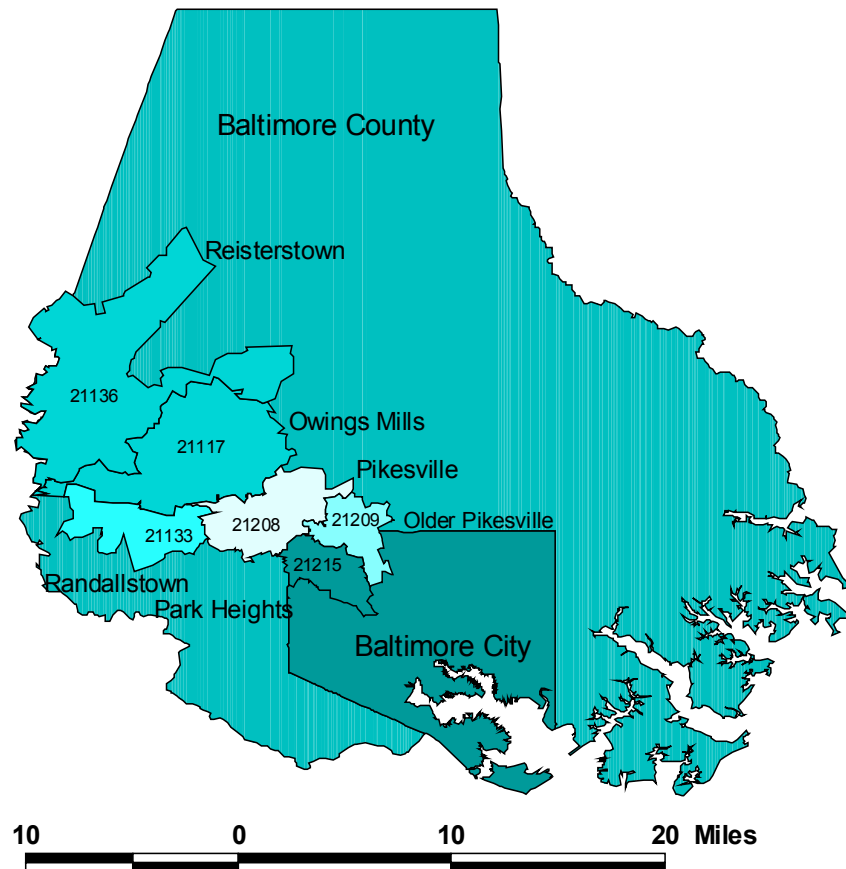 Baltimore County
Reisterstown
21136
Owings Mills
21117
Pikesville
21208
21209
Older Pikesville
21133
21215
Randallstown
Park Heights
Baltimore City
10 0 10 20 Miles